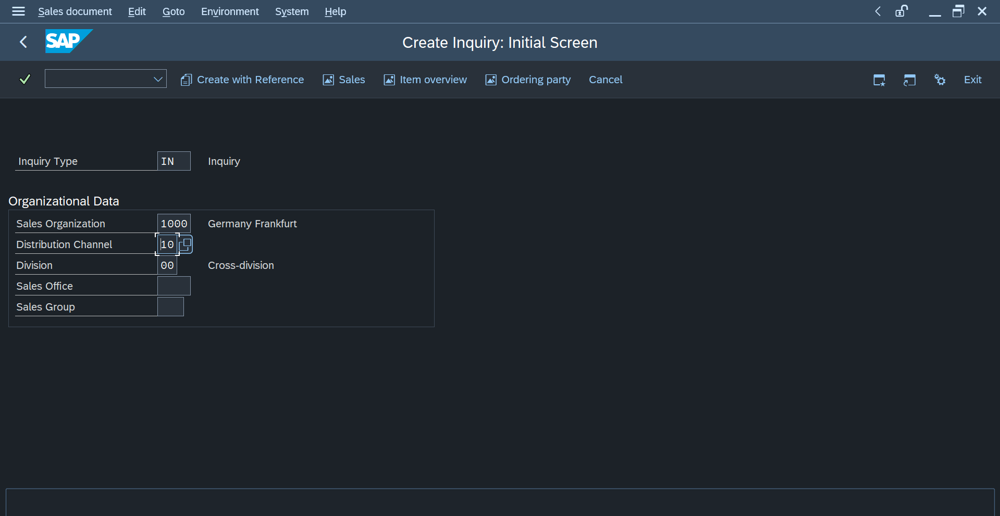 Sales document Edit Goto Environment System Help
SAP Create Inquiry: Initial Screen
Create with Reference Sales Item overview Ordering party Cancel Exit
Inquiry Type IN Inquiry
Organizational Data
Sales Organization 1000 Germany Frankfurt
Distribution Channel 10
Division 00 Cross-division
Sales Office
Sales Group